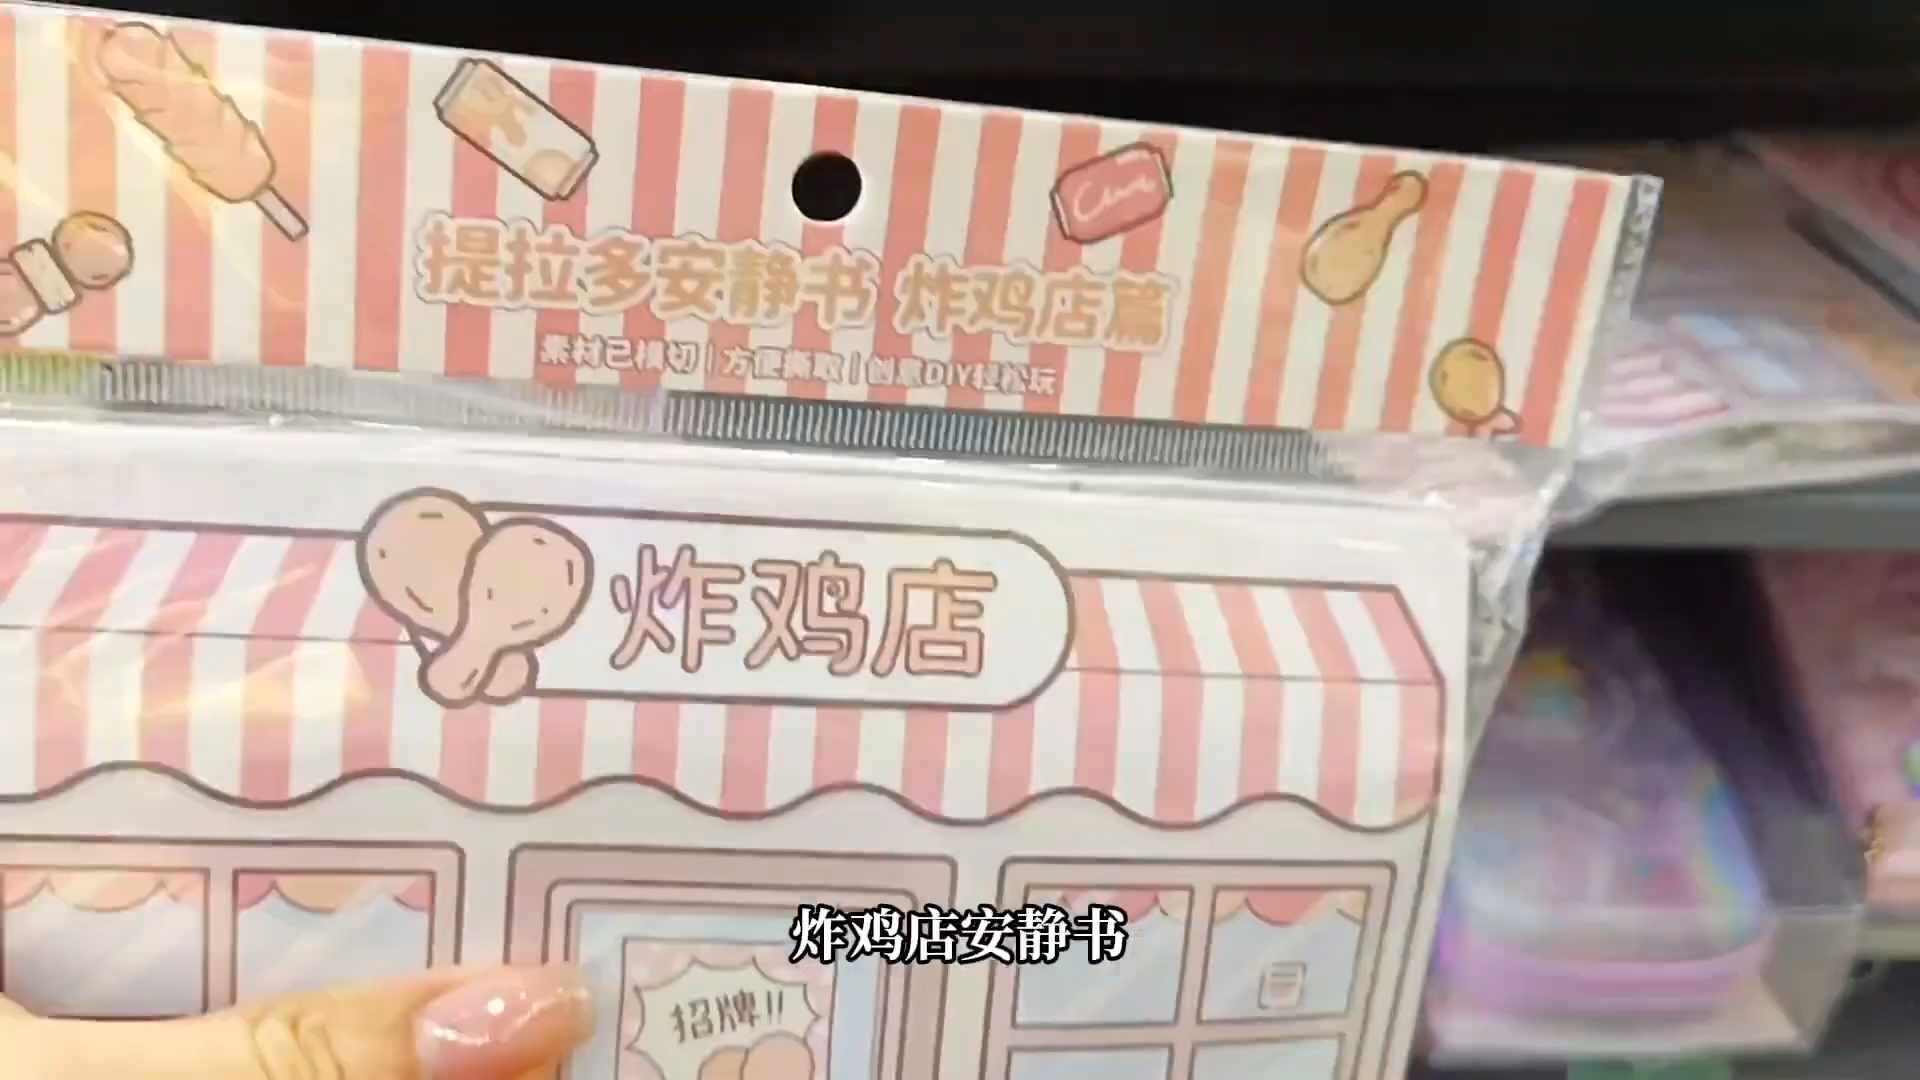 提拉多安静书 炸鸡店篇
素材已模切 | 方便撕取 | 创意DIY轻松玩
炸鸡店
炸鸡店安静书
招牌!!